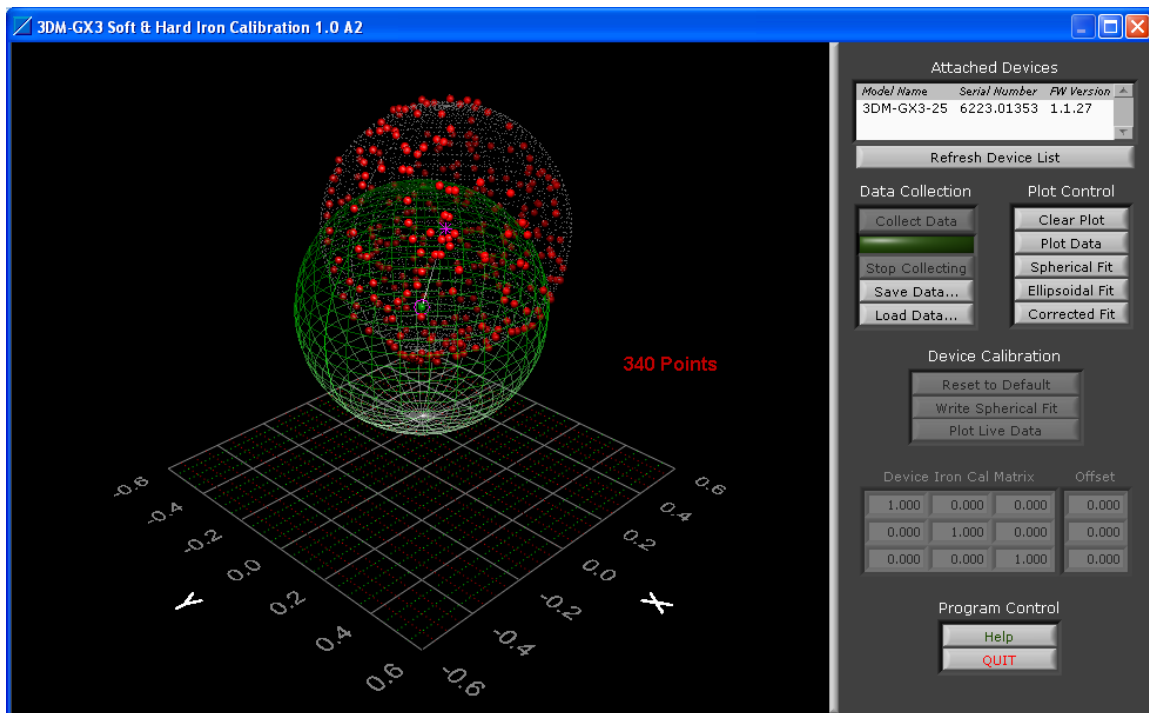 3DM-GX3 Soft & Hard Iron Calibration 1.0 A2
340 Points
-0.6
-0.4
-0.2
0.0
0.2
0.4
0.6
Y
0.6
0.4
0.2
0.0
-0.2
-0.4
-0.6
X
Attached Devices
Model Name Serial Number FW Version
3DM-GX3-25 6223.01353 1.1.27
Refresh Device List
Data Collection
Collect Data
Stop Collecting
Save Data...
Load Data...
Plot Control
Clear Plot
Plot Data
Spherical Fit
Ellipsoidal Fit
Corrected Fit
Device Calibration
Reset to Default
Write Spherical Fit
Plot Live Data
Device Iron Cal Matrix Offset
1.000 0.000 0.000 0.000
0.000 1.000 0.000 0.000
0.000 0.000 1.000 0.000
Program Control
Help
QUIT